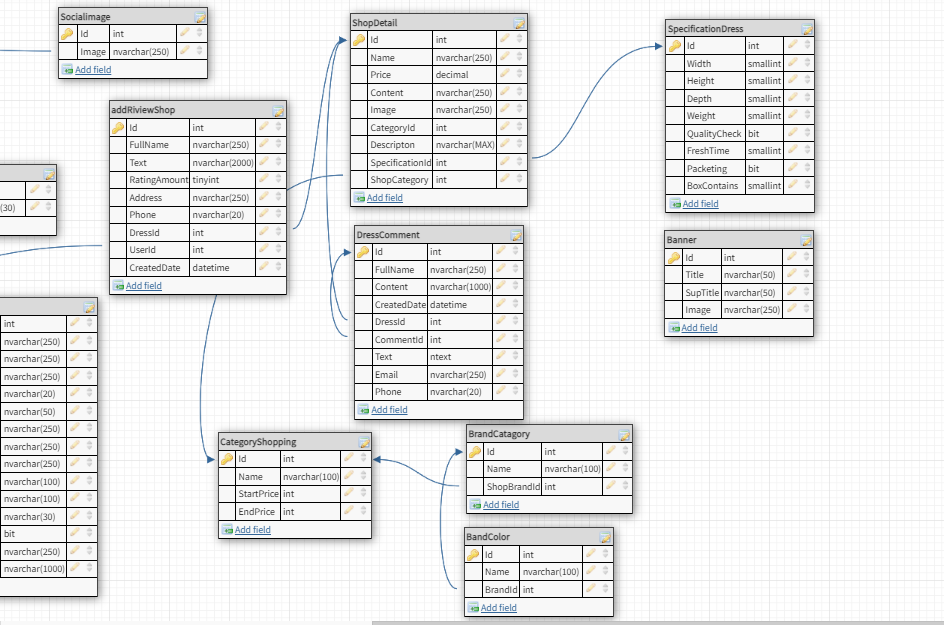 SocialImage
Id int
Image nvarchar(250)
Add field
ShopDetail
Id int
Name nvarchar(250)
Price decimal
Content nvarchar(250)
Image nvarchar(250)
CategoryId int
Descripton nvarchar(MAX)
SpecificationId int
ShopCategory int
Add field
SpecificationDress
Id int
Width smallint
Height smallint
Depth smallint
Weight smallint
QualityCheck bit
FreshTime smallint
Packeting bit
BoxContains smallint
Add field
addRiviewShop
Id int
FullName nvarchar(250)
Text nvarchar(2000)
RatingAmount tinyint
Address nvarchar(250)
Phone nvarchar(20)
DressId int
UserId int
CreatedDate datetime
Add field
(30)
DressComment
Id int
FullName nvarchar(250)
Content nvarchar(1000)
CreatedDate datetime
DressId int
CommentId int
Text ntext
Email nvarchar(250)
Phone nvarchar(20)
Add field
Banner
Id int
Title nvarchar(50)
SupTitle nvarchar(50)
Image nvarchar(250)
Add field
int
nvarchar(250)
nvarchar(250)
nvarchar(250)
nvarchar(20)
nvarchar(50)
nvarchar(250)
nvarchar(250)
nvarchar(250)
nvarchar(100)
nvarchar(100)
nvarchar(30)
bit
nvarchar(250)
nvarchar(1000)
CategoryShopping
Id int
Name nvarchar(100)
StartPrice int
EndPrice int
Add field
BrandCatagory
Id int
Name nvarchar(100)
ShopBrandId int
Add field
BandColor
Id int
Name nvarchar(100)
BrandId int
Add field